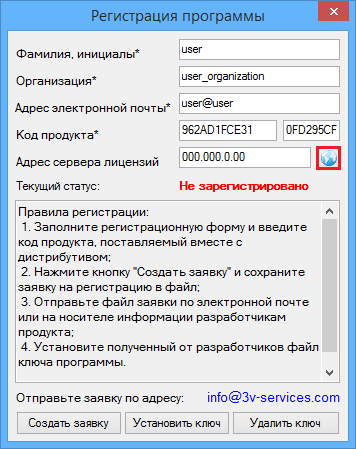 Регистрация программы
Фамилия, инициалы* user
Организация* user_organization
Адрес электронной почты* user@user
Код продукта* 962AD1FCE31 0FD295CF
Адрес сервера лицензий 000.000.0.00
Текущий статус: Не зарегистрировано
Правила регистрации:
1. Заполните регистрационную форму и введите
код продукта, поставляемый вместе с
дистрибутивом;
2. Нажмите кнопку "Создать заявку" и сохраните
заявку на регистрацию в файл;
3. Отправьте файл заявки по электронной почте
или на носителе информации разработчикам
продукта;
4. Установите полученный от разработчиков файл
ключа программы.
Отправьте заявку по адресу: info@3v-services.com
Создать заявку Установить ключ Удалить ключ